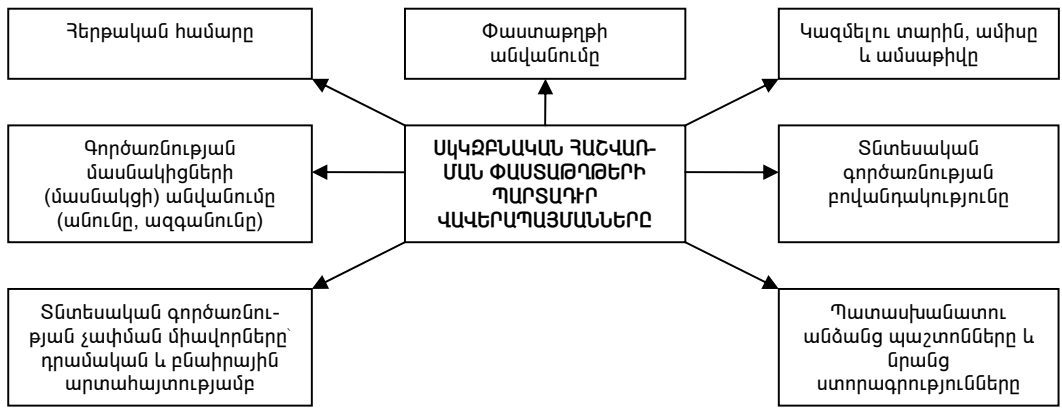 Հերթական համարը
Փաստաթղթի
անվանումը
Կազմելու տարին, ամիսը
և ամսաթիվը
Գործառնության
մասնակիցների
(մասնակցի) անվանումը
(անունը, ազգանունը)
ՍԿԶԲՆԱԿԱՆ ՀԱՇՎԱՌ-
ՄԱՆ ՓԱՍՏԱԹՂԹԵՐԻ
ՊԱՐՏԱԴԻՐ
ՎԱՎԵՐԱՊԱՅՄԱՆՆԵՐԸ
Տնտեսական
գործառնության
բովանդակությունը
Տնտեսական գործառնու-
թյան չափման միավորները՝
դրամական և բնաիրային
արտահայտությամբ
Պատասխանատու
անձանց պաշտոնները և
նրանց
ստորագրությունները